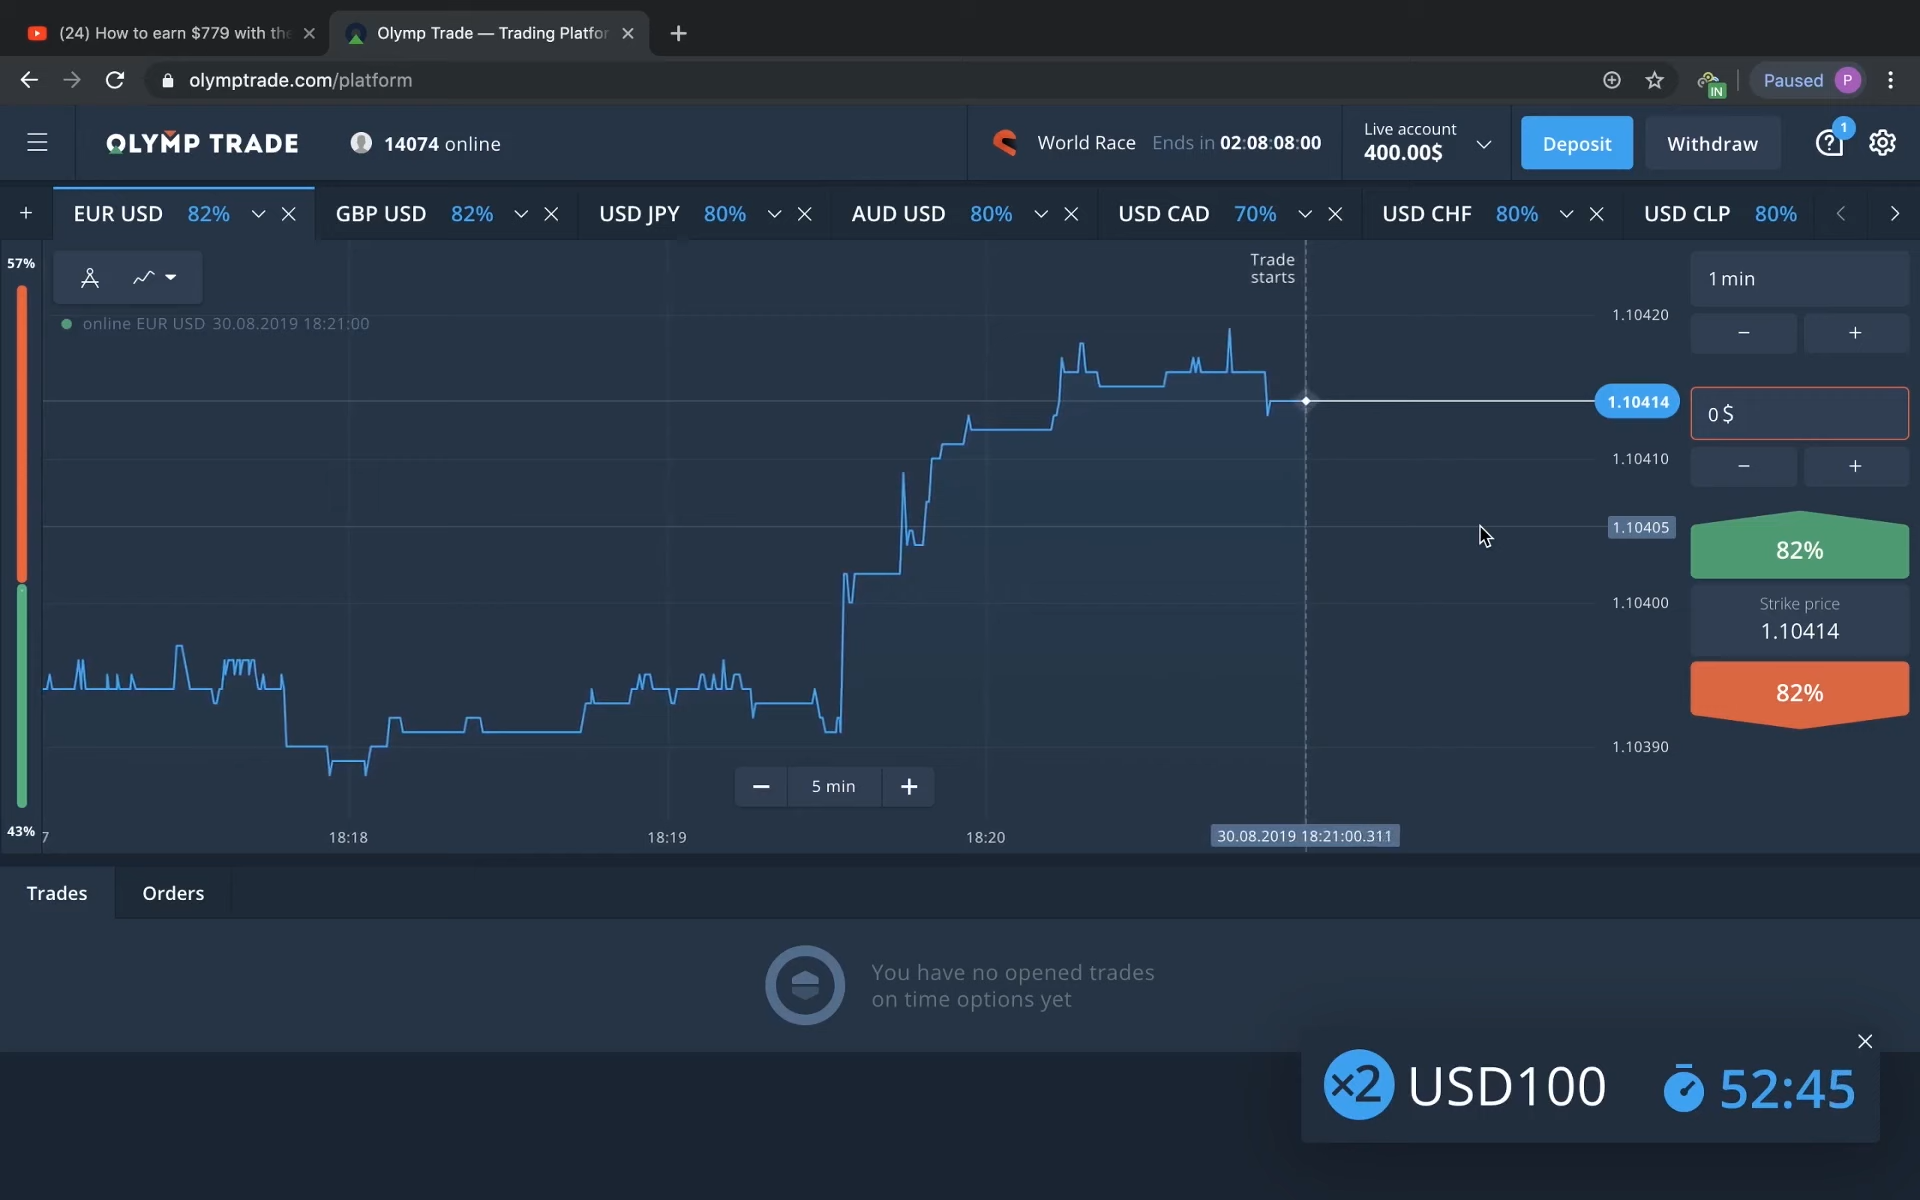 (24) How to earn $779 with the
Olymp Trade — Trading Platfor
olymptrade.com/platform
IN
Paused P
OLYMP TRADE
14074 online
World Race Ends in 02:08:08:00
Live account
400.00$
Deposit
Withdraw
1
EUR USD 82%
GBP USD 82%
USD JPY 80%
AUD USD 80%
USD CAD 70%
USD CHF 80%
USD CLP 80%
57%
online EUR USD 30.08.2019 18:21:00
Trade
starts
1.10420
1.10414
1.10410
1.10405
1.10400
1.10390
1 min
− +
0 $
− +
82%
Strike price
1.10414
82%
− 5 min +
43%
7
18:18
18:19
18:20
30.08.2019 18:21:00.311
Trades
Orders
You have no opened trades
on time options yet
×2 USD100 52:45